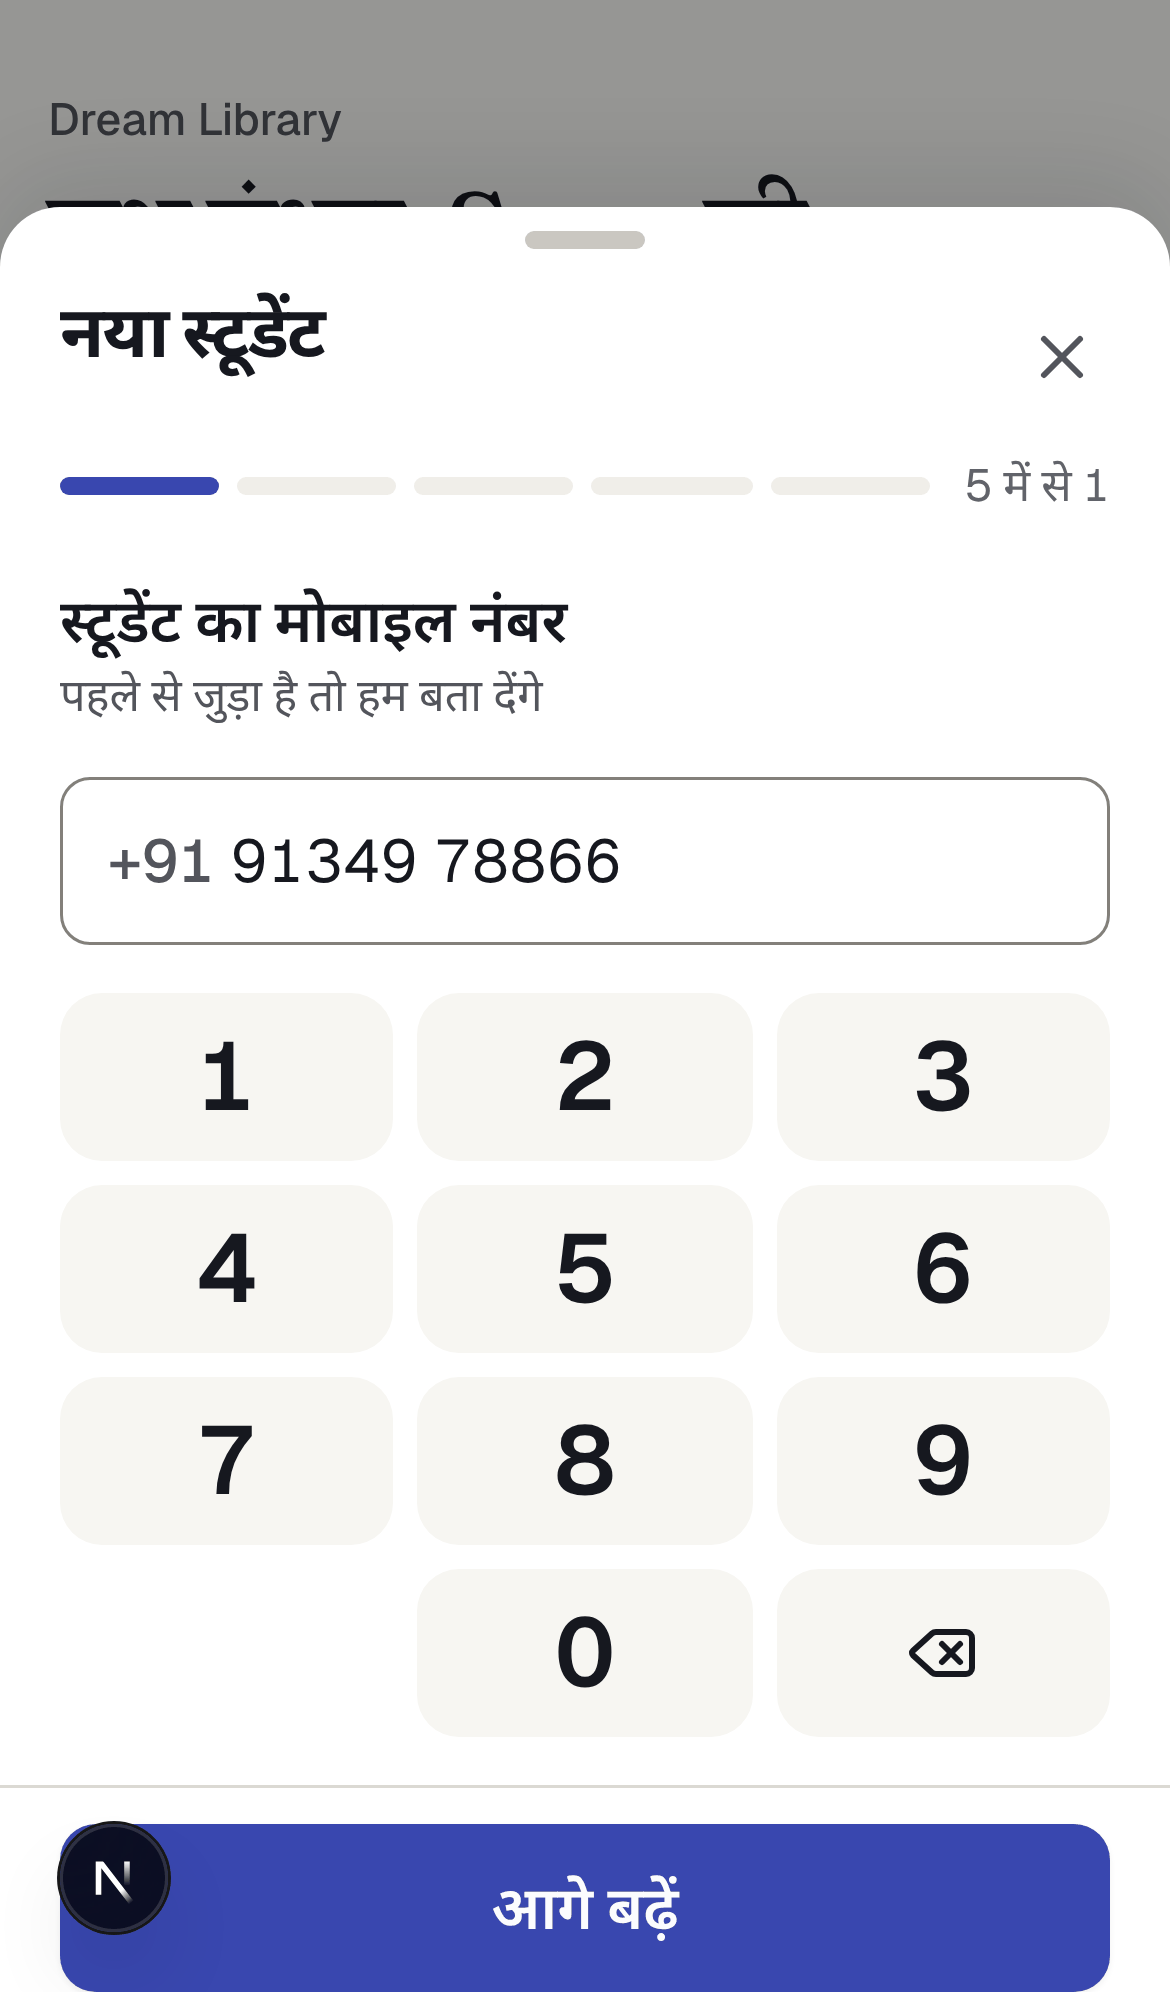 Dream Library
नया स्टूडेंट
5 में से 1
स्टूडेंट का मोबाइल नंबर
पहले से जुड़ा है तो हम बता देंगे
+91 91349 78866
1 2 3
4 5 6
7 8 9
0
N
आगे बढ़ें